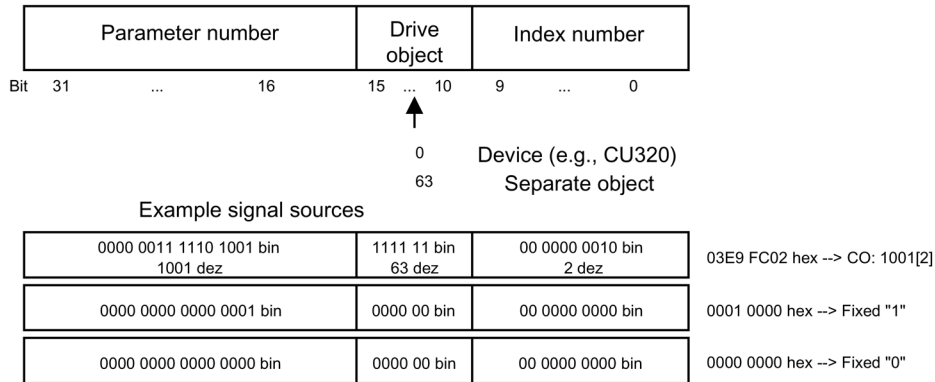 Parameter number Drive object Index number
Bit 31 ... 16 15 ... 10 9 ... 0
0 Device (e.g., CU320)
63 Separate object
Example signal sources
0000 0011 1110 1001 bin 1111 11 bin 00 0000 0010 bin
1001 dez 63 dez 2 dez
03E9 FC02 hex --> CO: 1001[2]
0000 0000 0000 0001 bin 0000 00 bin 00 0000 0000 bin 0001 0000 hex --> Fixed "1"
0000 0000 0000 0000 bin 0000 00 bin 00 0000 0000 bin 0000 0000 hex --> Fixed "0"